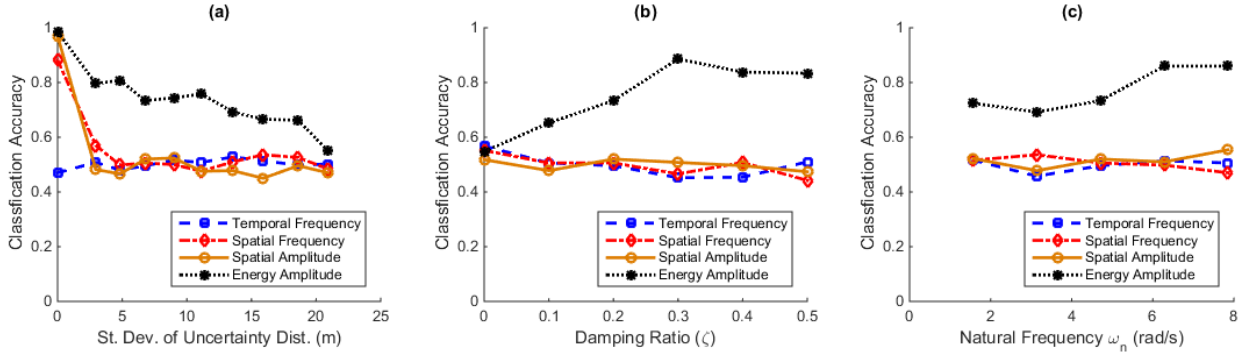 (a)
Classfication Accuracy
1
0.8
0.6
0.4
0.2
0
0 5 10 15 20 25
St. Dev. of Uncertainty Dist. (m)
Temporal Frequency
Spatial Frequency
Spatial Amplitude
Energy Amplitude
(b)
Classfication Accuracy
1
0.8
0.6
0.4
0.2
0
0 0.1 0.2 0.3 0.4 0.5
Damping Ratio (ζ)
Temporal Frequency
Spatial Frequency
Spatial Amplitude
Energy Amplitude
(c)
Classfication Accuracy
1
0.8
0.6
0.4
0.2
0
2 4 6 8
Natural Frequency ω_n (rad/s)
Temporal Frequency
Spatial Frequency
Spatial Amplitude
Energy Amplitude